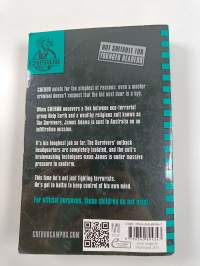 CHERUB
NOT SUITABLE FOR
YOUNGER READERS
CHERUB exists for the simplest of reasons: even a master
criminal doesn't suspect that the kid next door is a spy.
When CHERUB uncovers a link between eco-terrorist
group Help Earth and a wealthy religious cult known as
The Survivors, James Adams is sent to Australia on an
infiltration mission.
It's his toughest job so far. The Survivors' outback
headquarters are completely isolated, and the cult's
brainwashing techniques mean James is under massive
pressure to conform.
This time he's not just fighting terrorists.
He's got to battle to keep control of his own mind.
For official purposes, these children do not exist.
CHERUBCAMPUS.COM